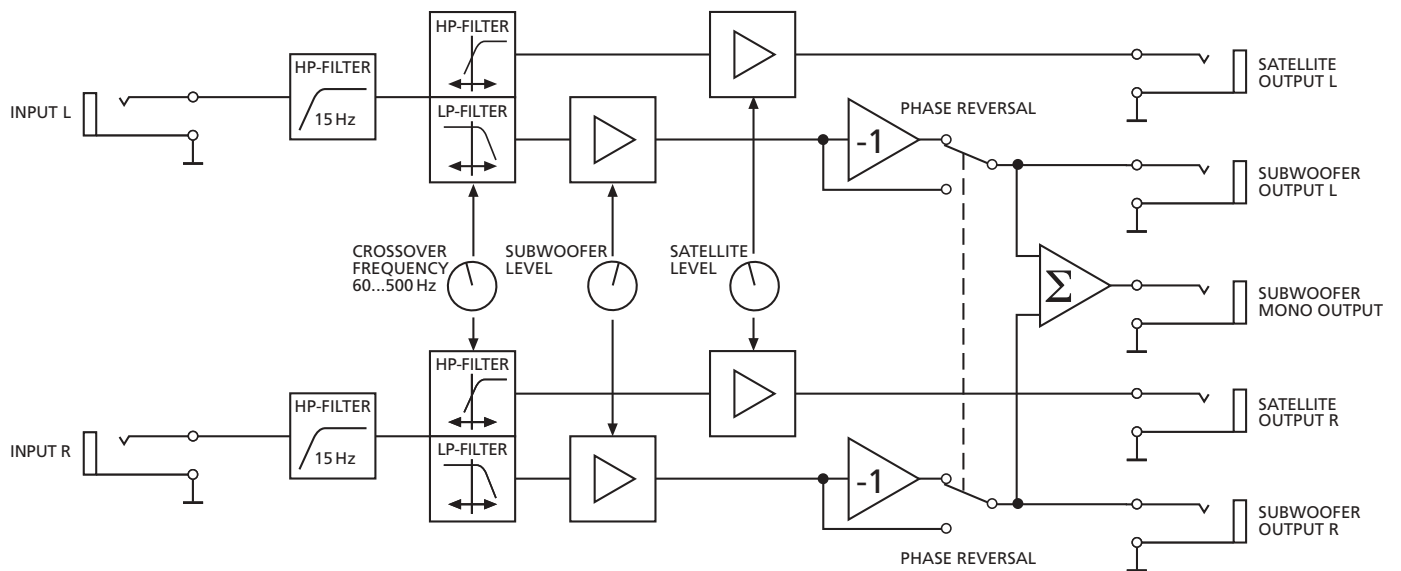 HP-FILTER
HP-FILTER
15 Hz
LP-FILTER
INPUT L
SATELLITE
OUTPUT L
PHASE REVERSAL
-1
SUBWOOFER
OUTPUT L
CROSSOVER
FREQUENCY
60...500 Hz
SUBWOOFER
LEVEL
SATELLITE
LEVEL
Σ
SUBWOOFER
MONO OUTPUT
HP-FILTER
HP-FILTER
15 Hz
LP-FILTER
INPUT R
SATELLITE
OUTPUT R
-1
PHASE REVERSAL
SUBWOOFER
OUTPUT R